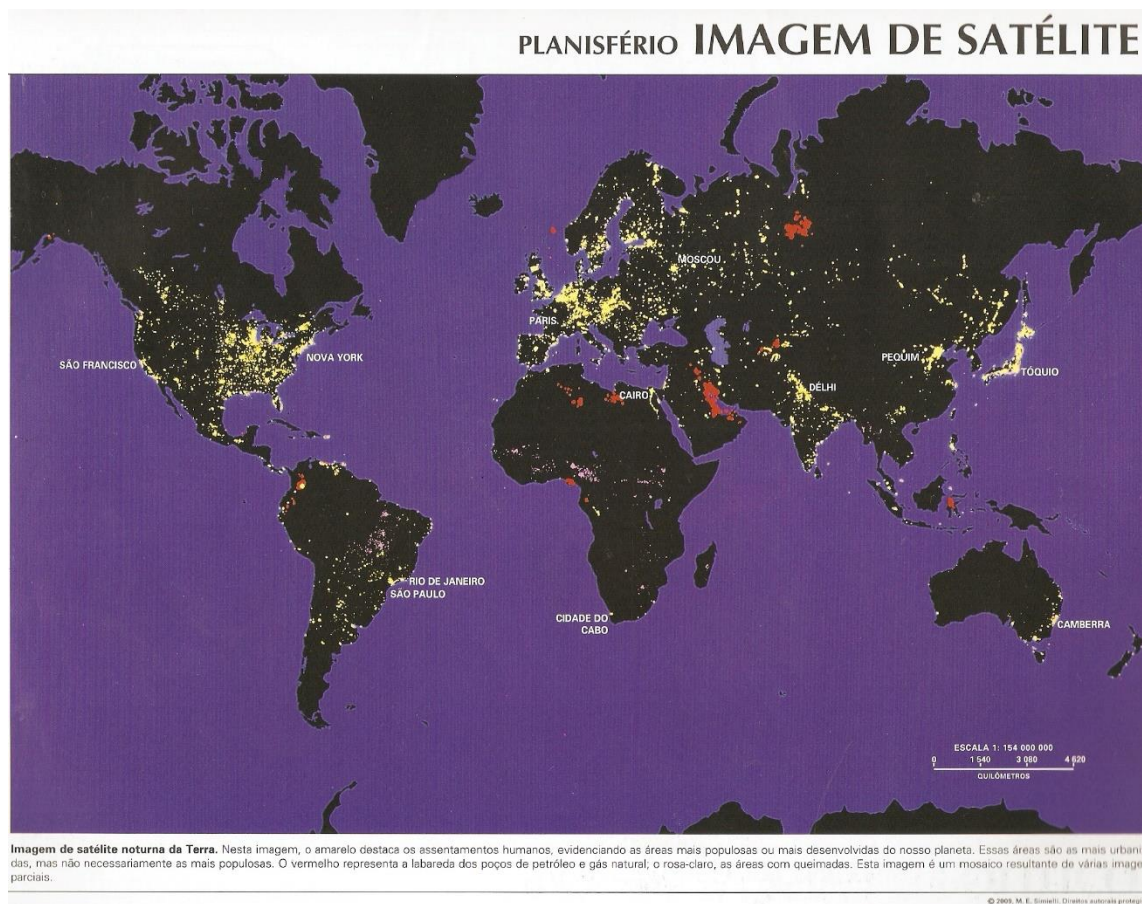 PLANISFÉRIO IMAGEM DE SATÉLITE
MOSCOU
PARIS
NOVA YORK
SÃO FRANCISCO
PEQUIM
TÓQUIO
DÉLHI
CAIRO
RIO DE JANEIRO
SÃO PAULO
CIDADE DO
CABO
CAMBERRA
ESCALA 1: 154 000 000
0 1 540 3 080 4 620
QUILÔMETROS
Imagem de satélite noturna da Terra. Nesta imagem, o amarelo destaca os assentamentos humanos, evidenciando as áreas mais populosas ou mais desenvolvidas do nosso planeta. Essas áreas são as mais urbani
das, mas não necessariamente as mais populosas. O vermelho representa a labareda dos poços de petróleo e gás natural; o rosa-claro, as áreas com queimadas. Esta imagem é um mosaico resultante de várias image
parciais.
© 2009, M. E. Simielli. Direitos autorais proteg